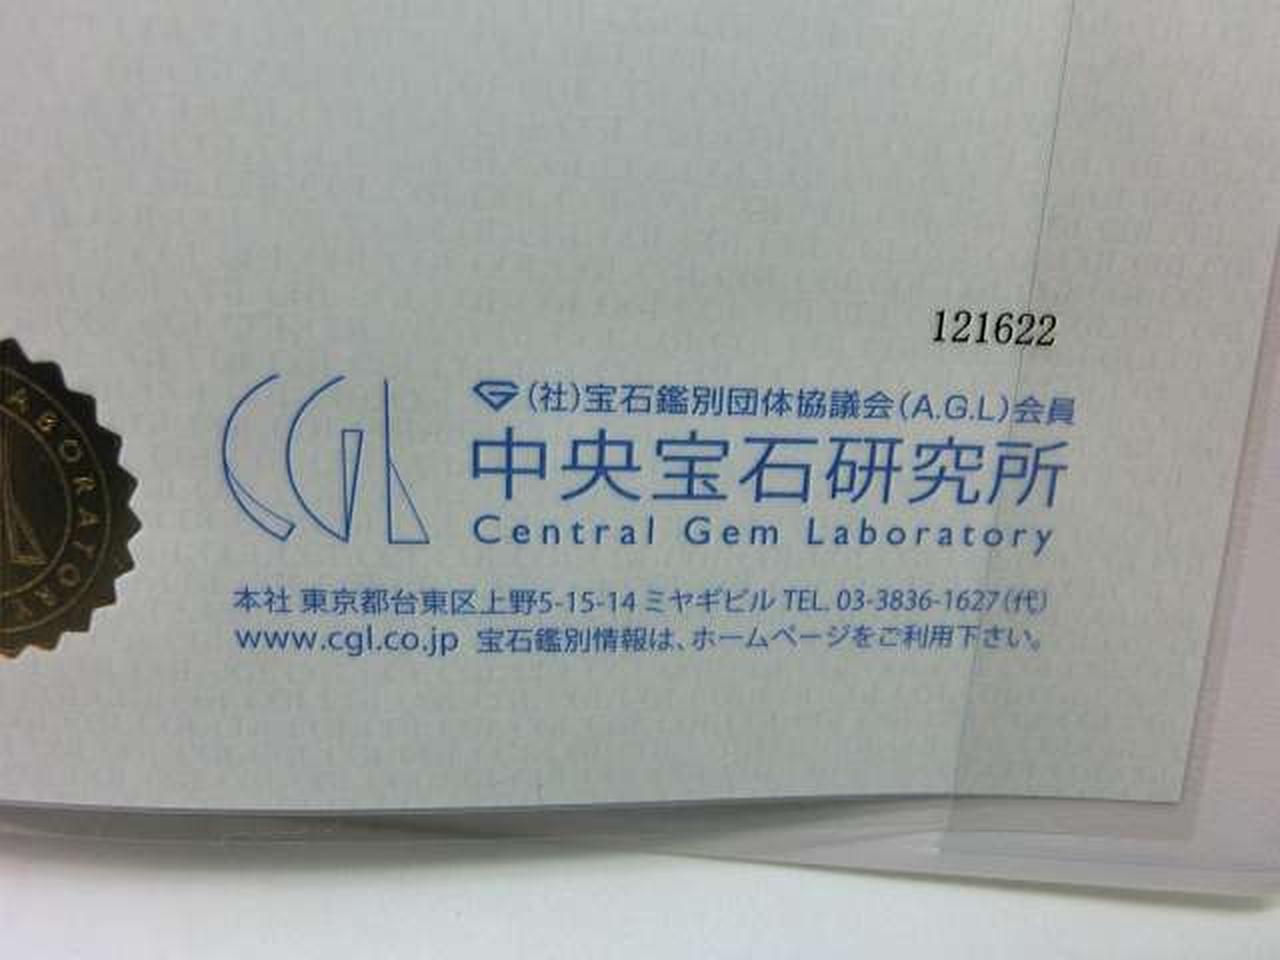 121622
CGL
(社)宝石鑑別団体協議会(A.G.L)会員
中央宝石研究所
Central Gem Laboratory
本社 東京都台東区上野5-15-14 ミヤギビル TEL. 03-3836-1627(代)
www.cgl.co.jp 宝石鑑別情報は、ホームページをご利用下さい。
LABORATORY